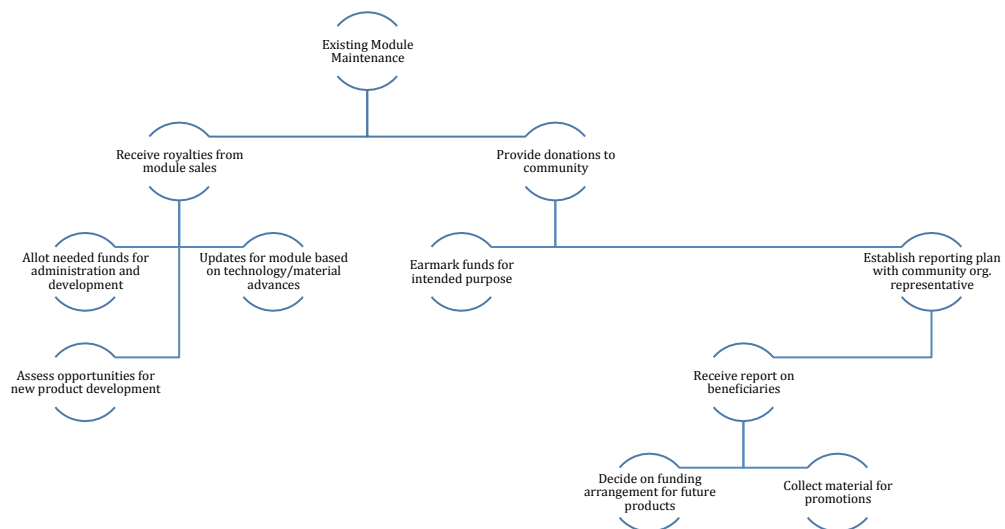 Existing Module
Maintenance
Receive royalties from
module sales
Provide donations to
community
Allot needed funds for
administration and
development
Updates for module based
on technology/material
advances
Earmark funds for
intended purpose
Establish reporting plan
with community org.
representative
Assess opportunities for
new product development
Receive report on
beneficiaries
Decide on funding
arrangement for future
products
Collect material for
promotions